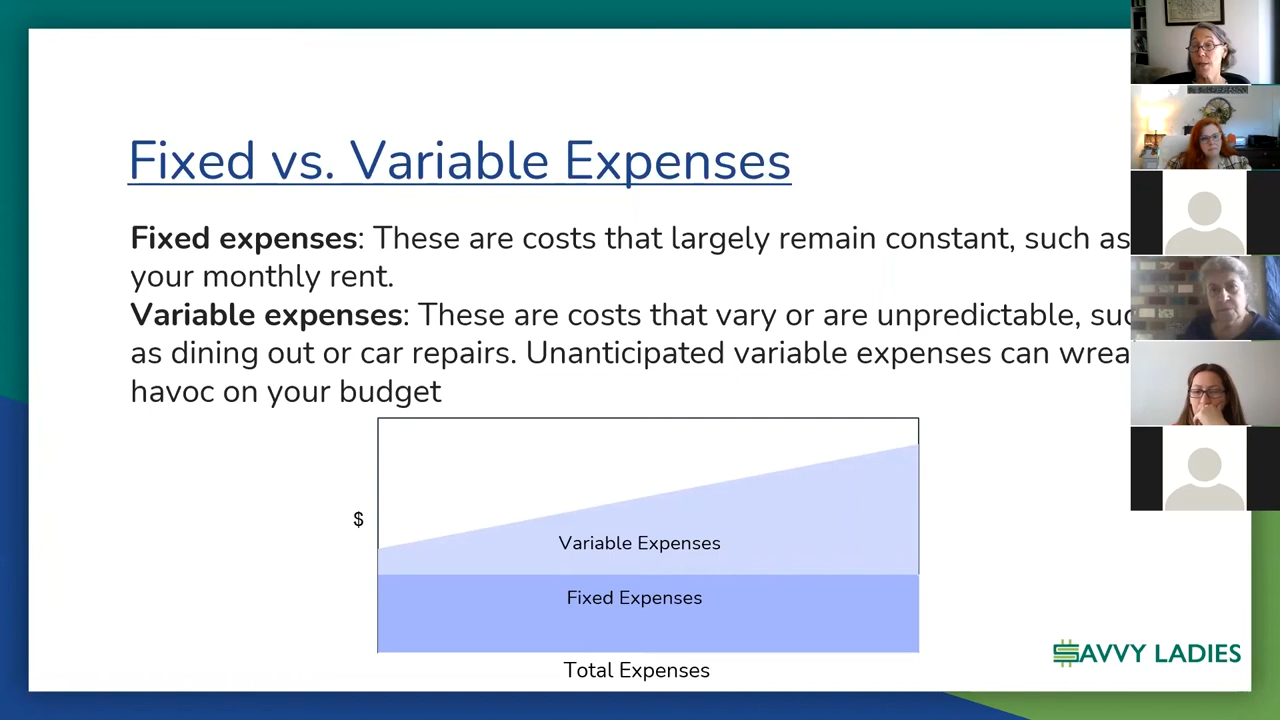 Fixed vs. Variable Expenses
Fixed expenses: These are costs that largely remain constant, such as
your monthly rent.
Variable expenses: These are costs that vary or are unpredictable, suc
as dining out or car repairs. Unanticipated variable expenses can wrea
havoc on your budget
$
Variable Expenses
Fixed Expenses
Total Expenses
SAVVY LADIES